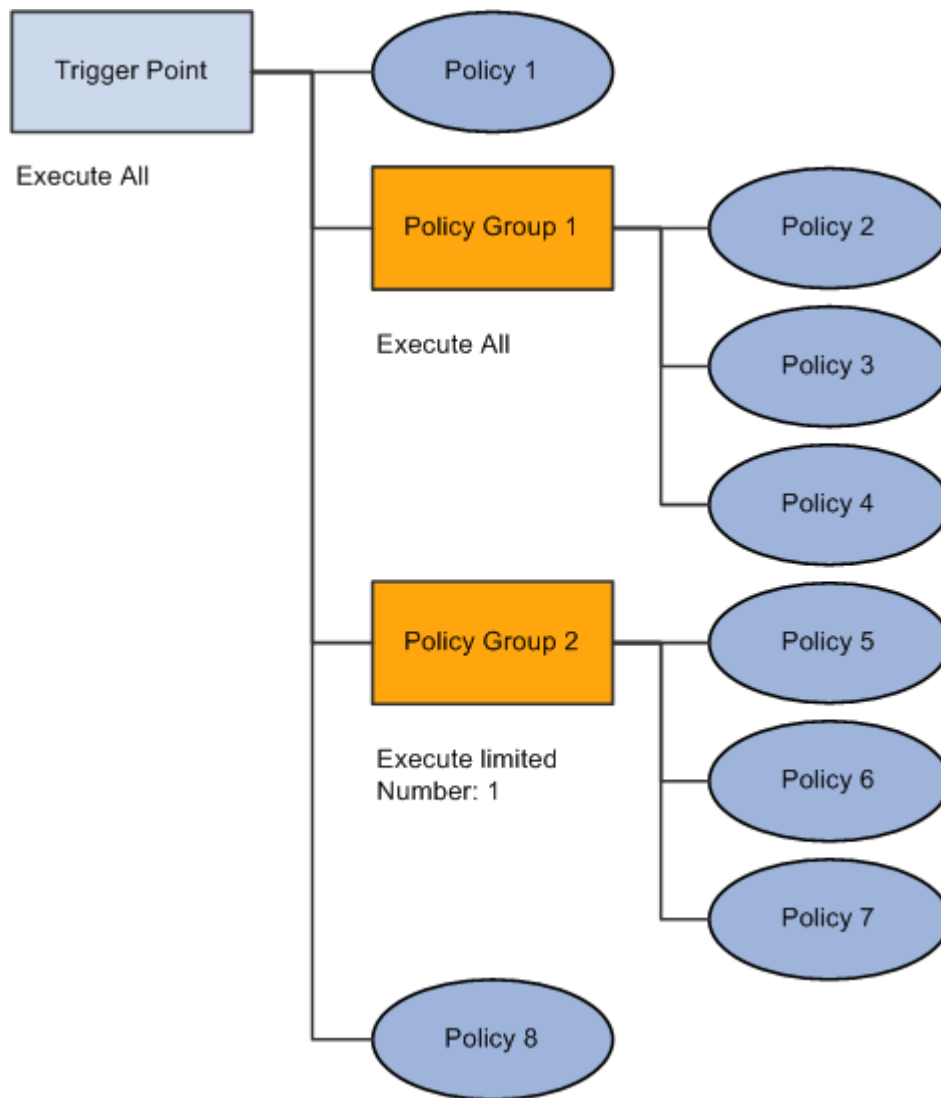 Trigger Point
Policy 1
Execute All
Policy Group 1
Policy 2
Execute All
Policy 3
Policy 4
Policy Group 2
Policy 5
Execute limited
Number: 1
Policy 6
Policy 7
Policy 8